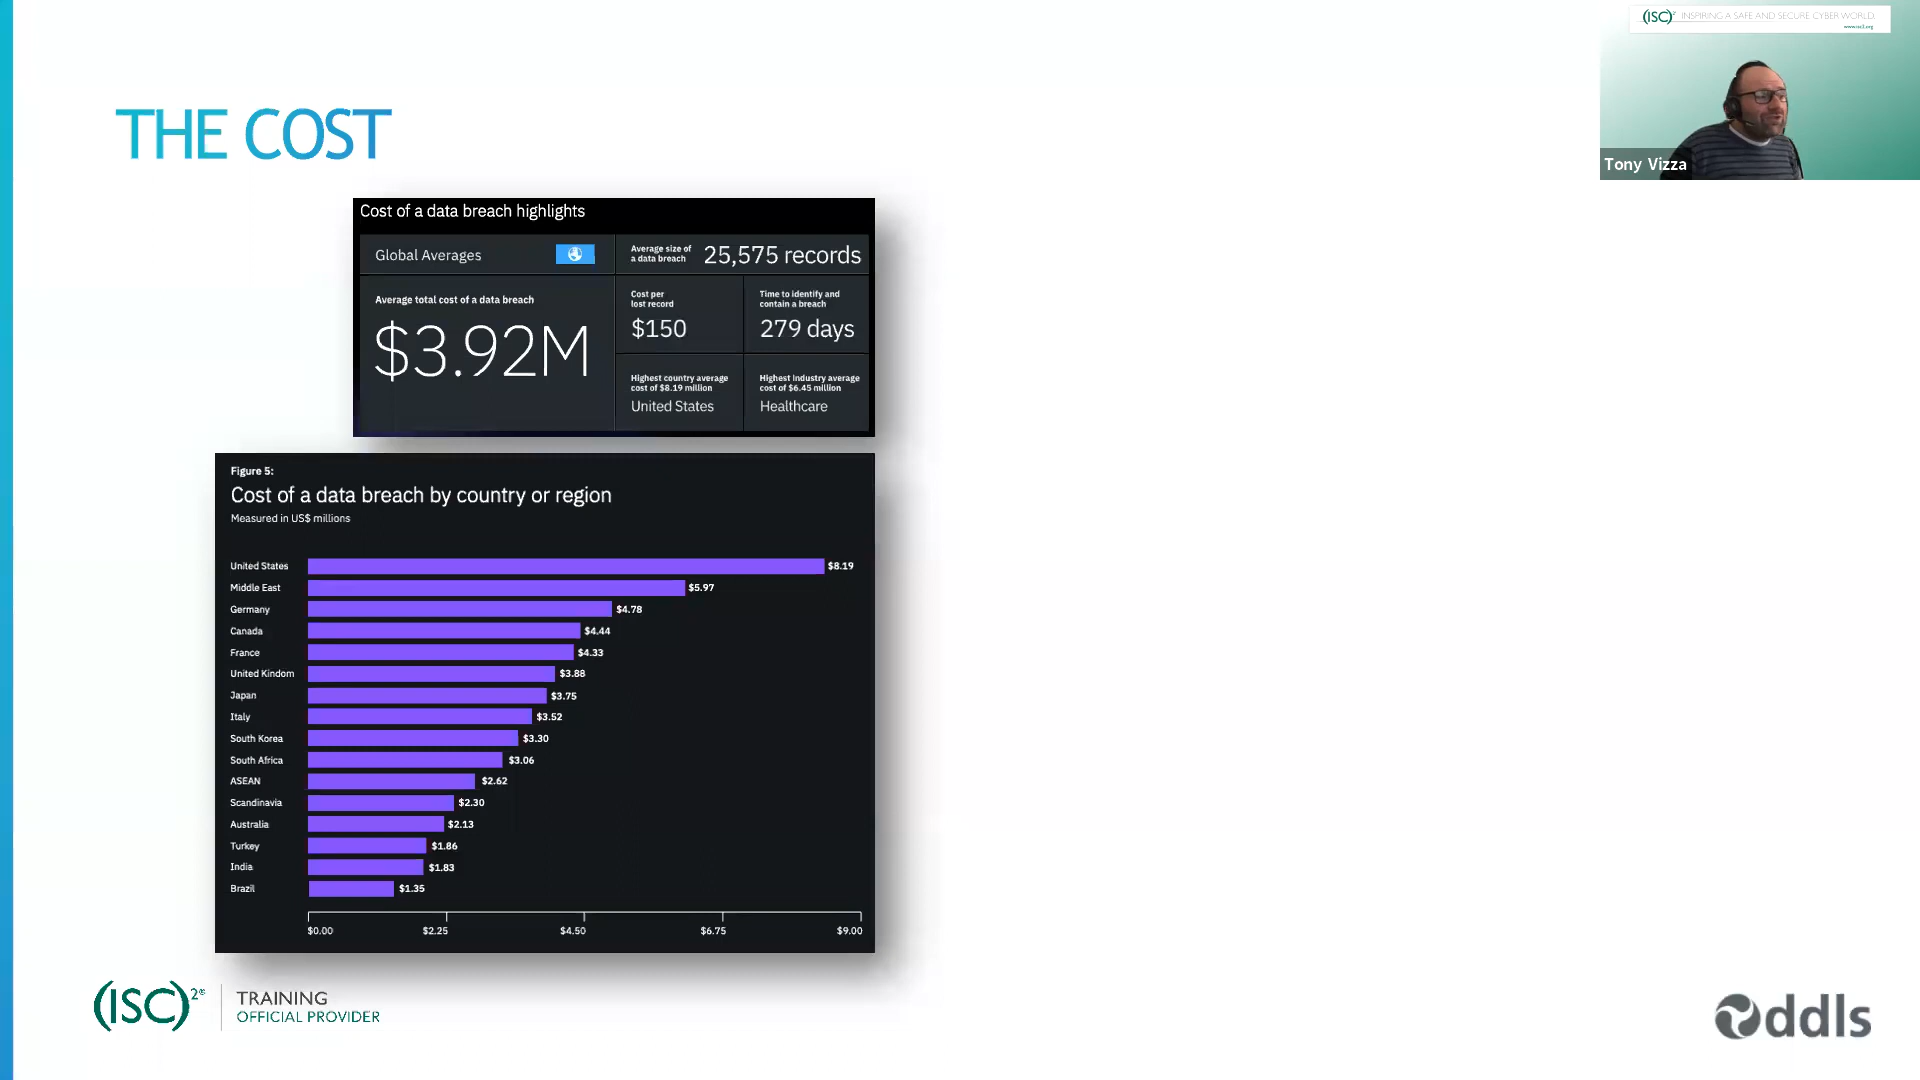 (ISC)² INSPIRING A SAFE AND SECURE CYBER WORLD.
www.isc2.org
Tony Vizza
THE COST
Cost of a data breach highlights
Global Averages
Average total cost of a data breach
$3.92M
Average size of
a data breach
25,575 records
Cost per
lost record
$150
Time to identify and
contain a breach
279 days
Highest country average
cost of $8.19 million
United States
Highest Industry average
cost of $6.45 million
Healthcare
Figure 5:
Cost of a data breach by country or region
Measured in US$ millions
United States $8.19
Middle East $5.97
Germany $4.78
Canada $4.44
France $4.33
United Kindom $3.88
Japan $3.75
Italy $3.52
South Korea $3.30
South Africa $3.06
ASEAN $2.62
Scandinavia $2.30
Australia $2.13
Turkey $1.86
India $1.83
Brazil $1.35
$0.00 $2.25 $4.50 $6.75 $9.00
(ISC)²®
TRAINING
OFFICIAL PROVIDER
ddls